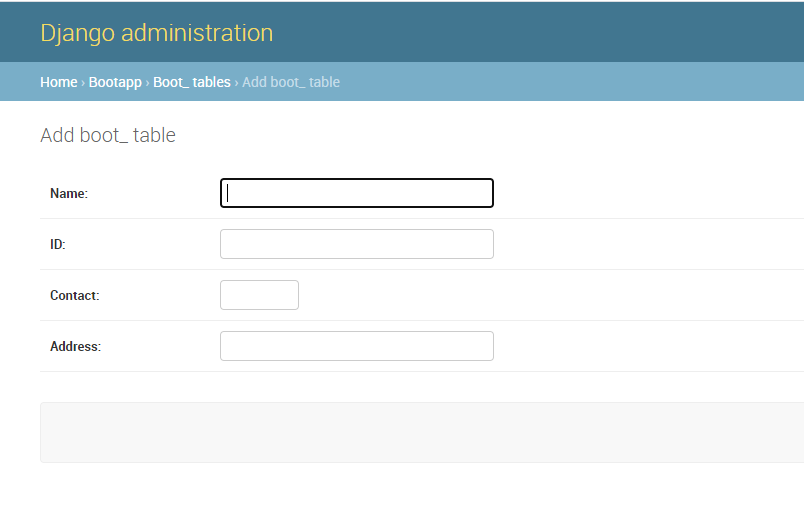 Django administration
Home › Bootapp › Boot_ tables › Add boot_ table
Add boot_ table
Name:
ID:
Contact:
Address: